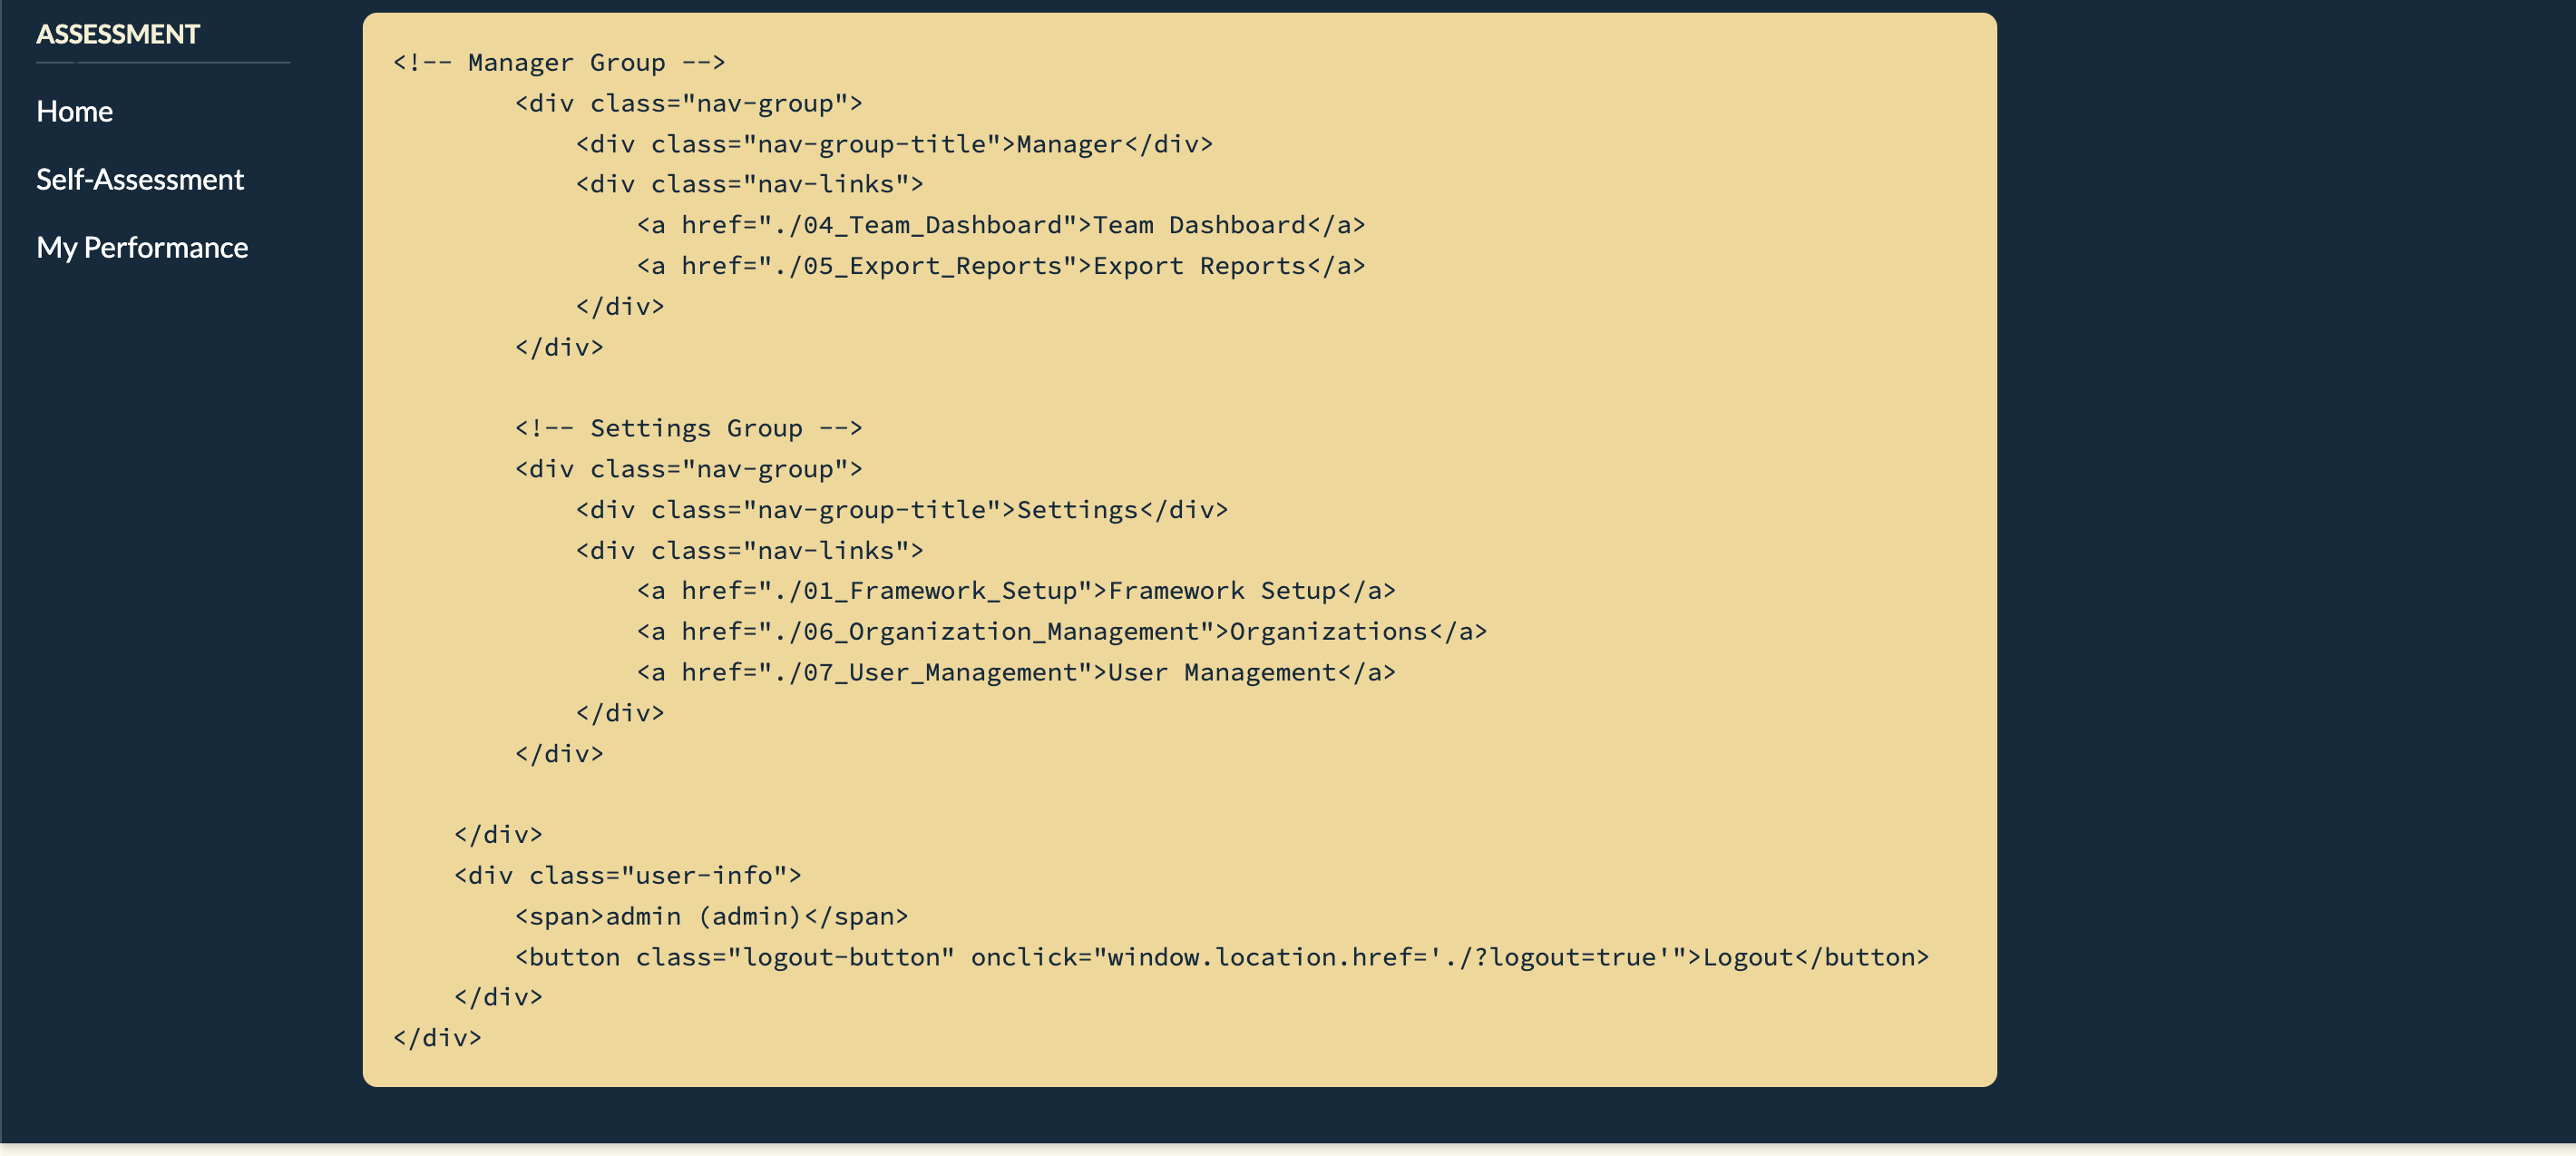 ASSESSMENT
Home
Self-Assessment
My Performance
<!-- Manager Group -->
        <div class="nav-group">
            <div class="nav-group-title">Manager</div>
            <div class="nav-links">
                <a href="./04_Team_Dashboard">Team Dashboard</a>
                <a href="./05_Export_Reports">Export Reports</a>
            </div>
        </div>

        <!-- Settings Group -->
        <div class="nav-group">
            <div class="nav-group-title">Settings</div>
            <div class="nav-links">
                <a href="./01_Framework_Setup">Framework Setup</a>
                <a href="./06_Organization_Management">Organizations</a>
                <a href="./07_User_Management">User Management</a>
            </div>
        </div>

    </div>
    <div class="user-info">
        <span>admin (admin)</span>
        <button class="logout-button" onclick="window.location.href='./?logout=true'">Logout</button>
    </div>
</div>